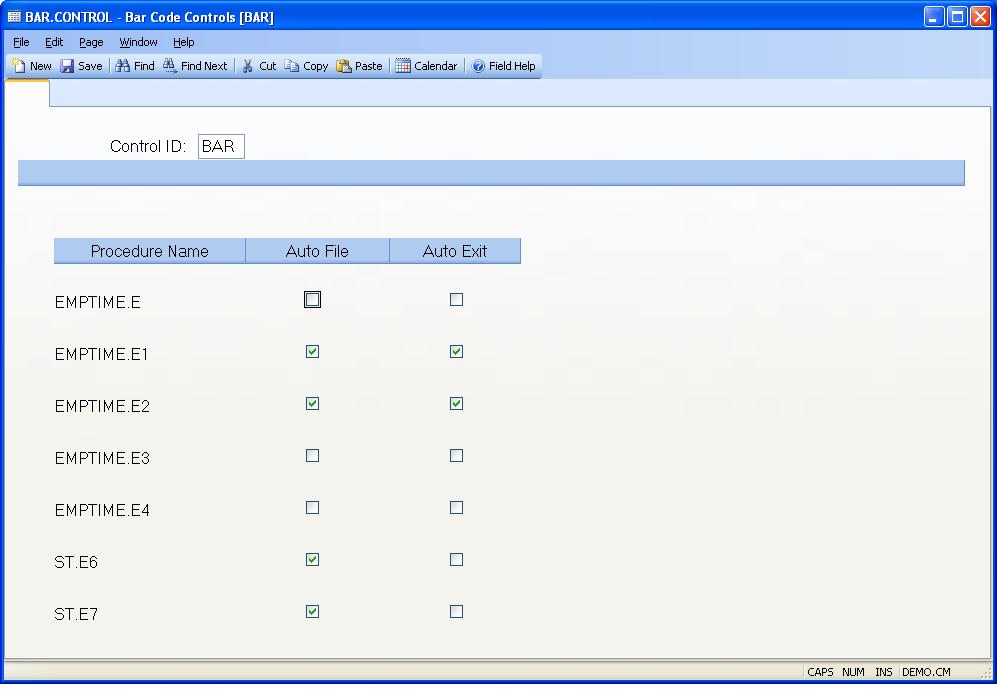 BAR.CONTROL - Bar Code Controls [BAR]
File Edit Page Window Help
New Save Find Find Next Cut Copy Paste Calendar Field Help
Control ID: BAR
Procedure Name Auto File Auto Exit
EMPTIME.E
EMPTIME.E1
EMPTIME.E2
EMPTIME.E3
EMPTIME.E4
ST.E6
ST.E7
CAPS NUM INS DEMO.CM